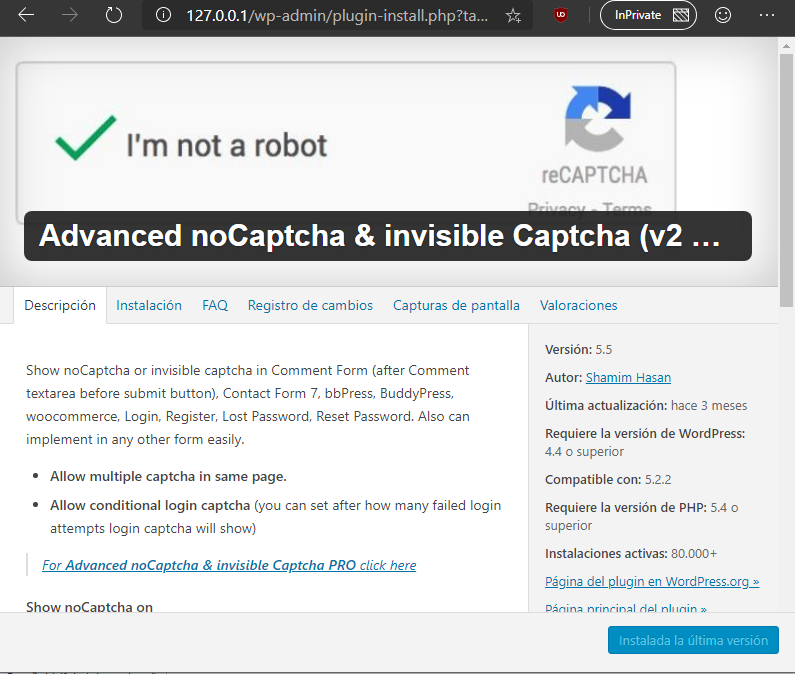 127.0.0.1/wp-admin/plugin-install.php?ta...
InPrivate
I'm not a robot
reCAPTCHA
Privacy - Terms
Advanced noCaptcha & invisible Captcha (v2 ...
Descripción Instalación FAQ Registro de cambios Capturas de pantalla Valoraciones
Show noCaptcha or invisible captcha in Comment Form (after Comment
textarea before submit button), Contact Form 7, bbPress, BuddyPress,
woocommerce, Login, Register, Lost Password, Reset Password. Also can
implement in any other form easily.
• Allow multiple captcha in same page.
• Allow conditional login captcha (you can set after how many failed login
attempts login captcha will show)
For Advanced noCaptcha & invisible Captcha PRO click here
Show noCaptcha on
Versión: 5.5
Autor: Shamim Hasan
Última actualización: hace 3 meses
Requiere la versión de WordPress:
4.4 o superior
Compatible con: 5.2.2
Requiere la versión de PHP: 5.4 o
superior
Instalaciones activas: 80.000+
Página del plugin en WordPress.org »
Página principal del plugin »
Instalada la última versión